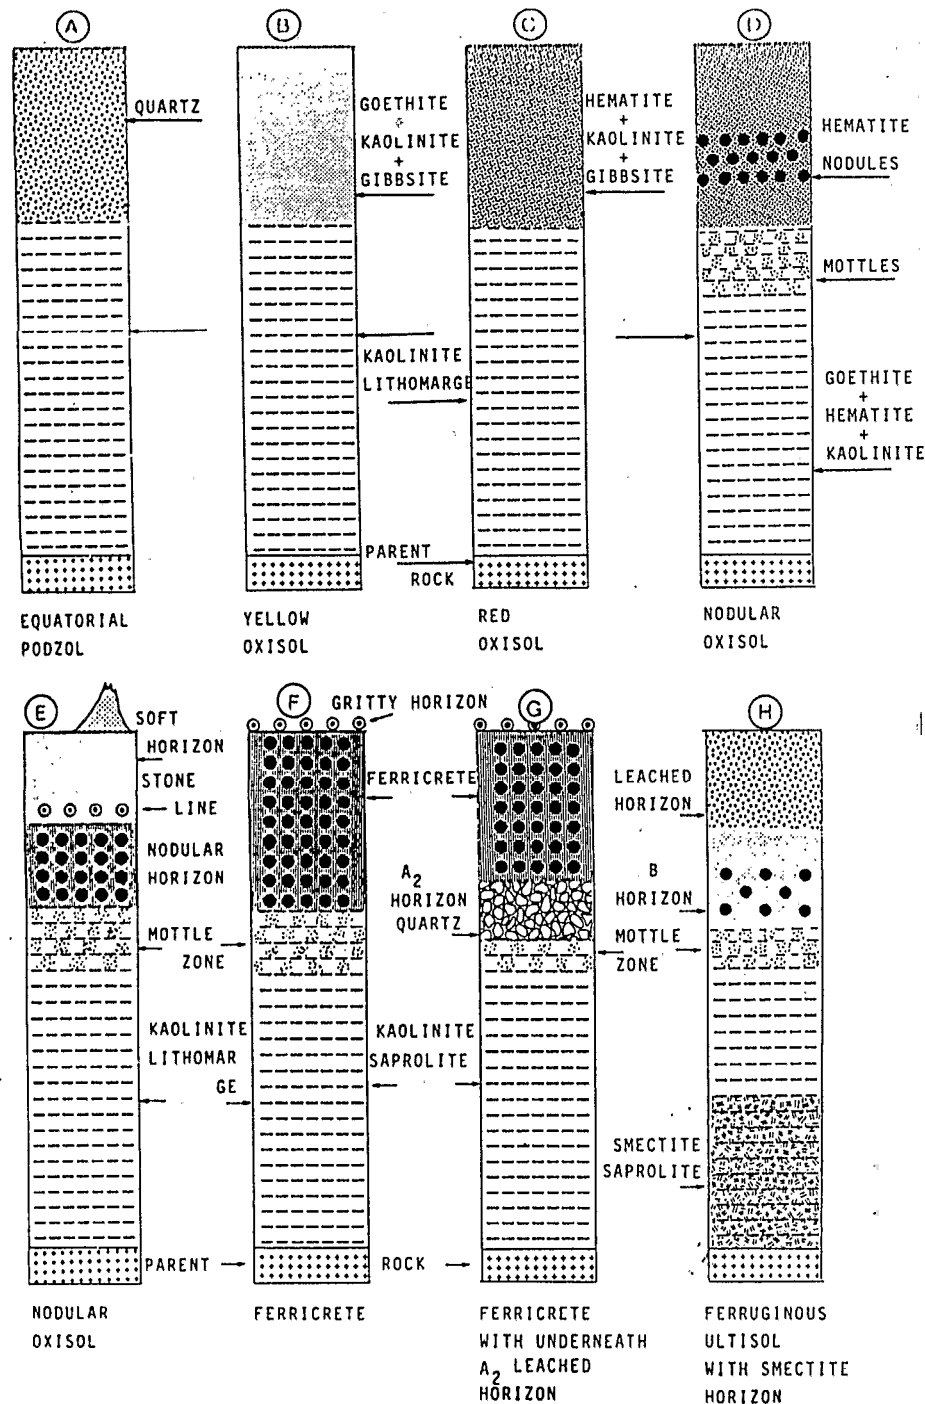 A
B
C
D
QUARTZ
GOETHITE
+
KAOLINITE
+
GIBBSITE
HEMATITE
+
KAOLINITE
+
GIBBSITE
HEMATITE
NODULES
MOTTLES
KAOLINITE
LITHOMARGE
GOETHITE
+
HEMATITE
+
KAOLINITE
PARENT
ROCK
EQUATORIAL
PODZOL
YELLOW
OXISOL
RED
OXISOL
NODULAR
OXISOL
E
F
G
H
SOFT
HORIZON
STONE
LINE
NODULAR
HORIZON
MOTTLE
ZONE
KAOLINITE
LITHOMAR
GE
GRITTY HORIZON
FERRICRETE
A2
HORIZON
QUARTZ
KAOLINITE
SAPROLITE
LEACHED
HORIZON
B
HORIZON
MOTTLE
ZONE
SMECTITE
SAPROLITE
PARENT
ROCK
NODULAR
OXISOL
FERRICRETE
FERRICRETE
WITH UNDERNEATH
A2 LEACHED
HORIZON
FERRUGINOUS
ULTISOL
WITH SMECTITE
HORIZON